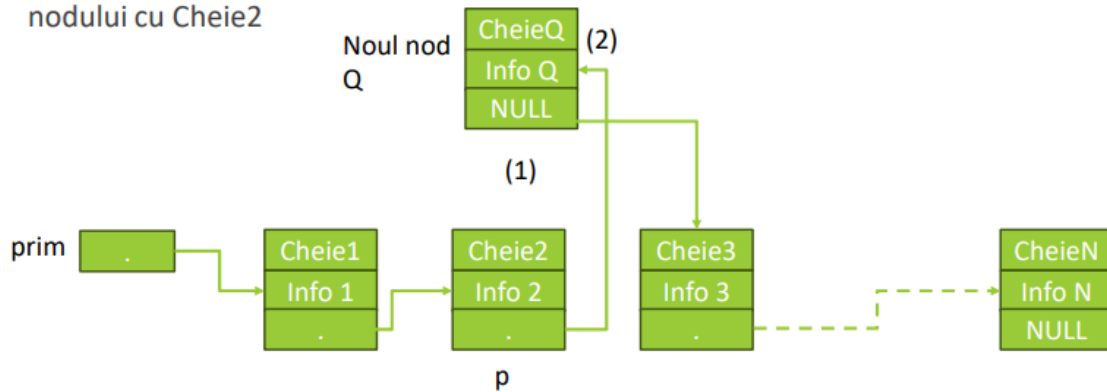 nodului cu Cheie2
Noul nod
Q
CheieQ
Info Q
NULL
(2)
(1)
prim
.
Cheie1
Info 1
.
Cheie2
Info 2
.
p
Cheie3
Info 3
.
CheieN
Info N
NULL